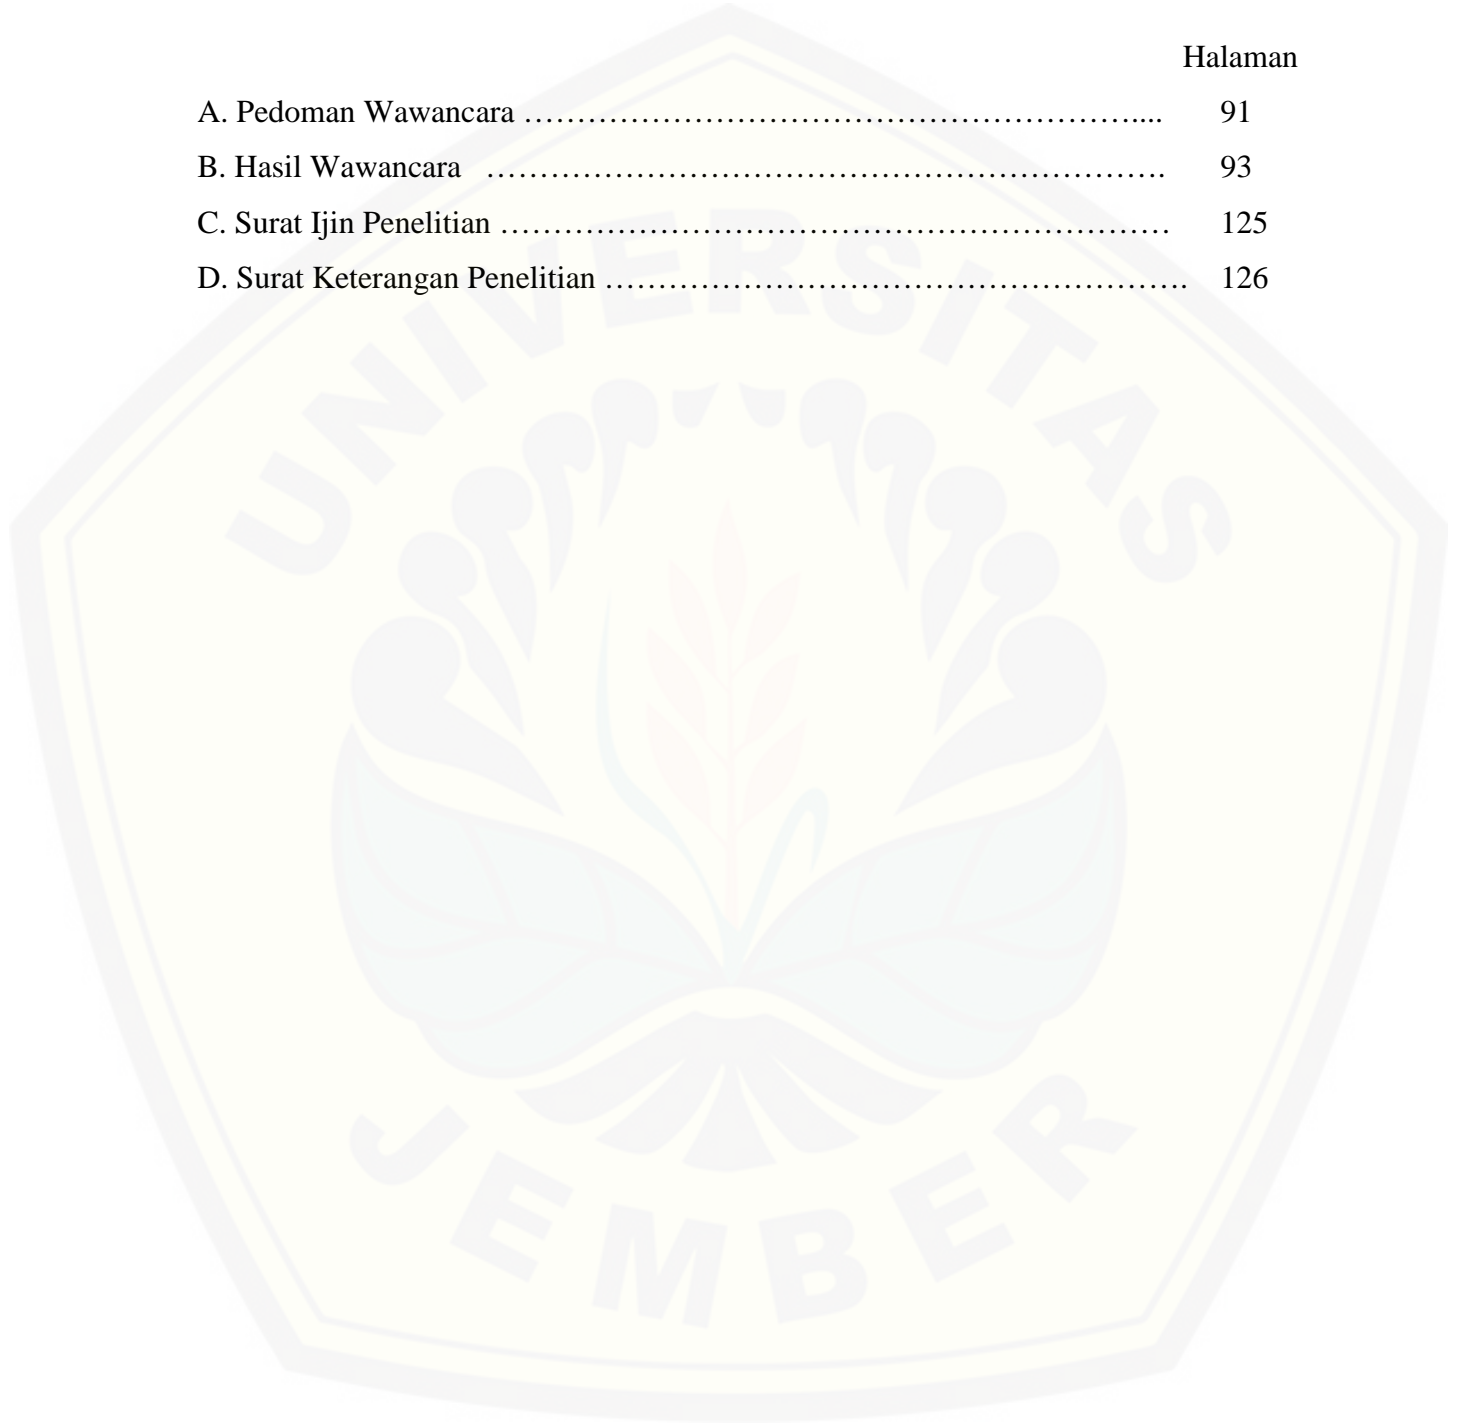 Halaman
A. Pedoman Wawancara ………………………………………………….... 91
B. Hasil Wawancara ………………………………………………………. 93
C. Surat Ijin Penelitian ……………………………………………………… 125
D. Surat Keterangan Penelitian ………………………………………………. 126
UNIVERSITAS
JEMBER